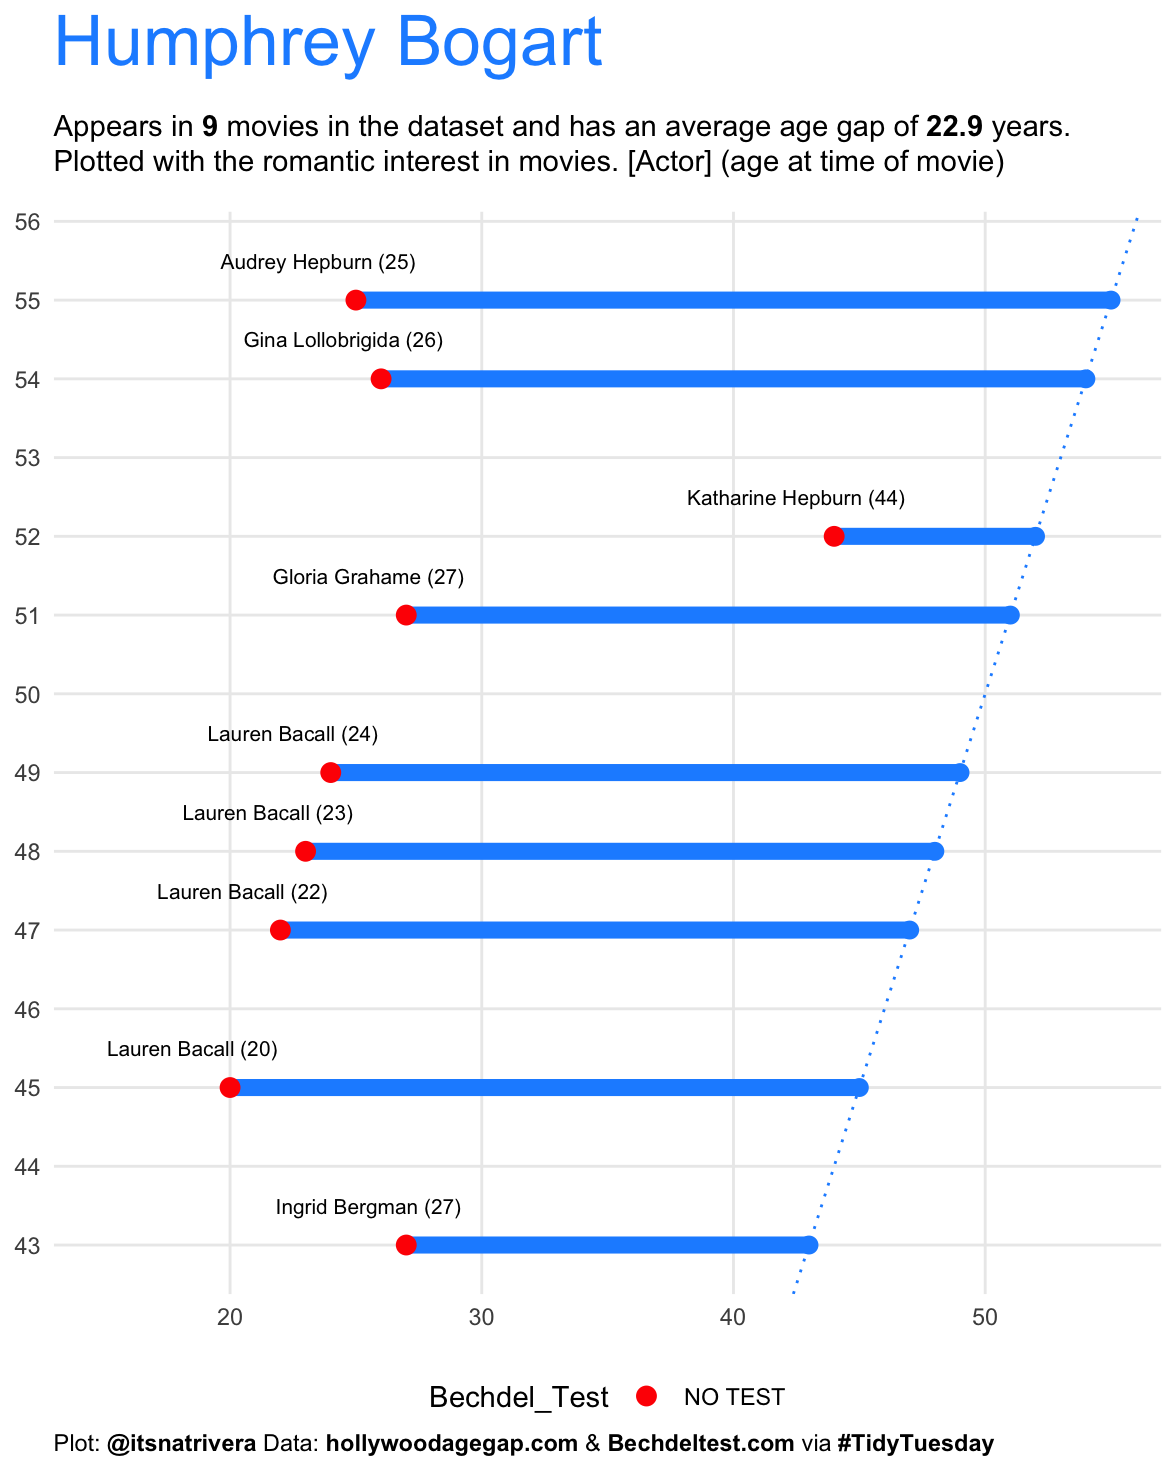 Humphrey Bogart
Appears in 9 movies in the dataset and has an average age gap of 22.9 years.
Plotted with the romantic interest in movies. [Actor] (age at time of movie)
56
Audrey Hepburn (25)
55
Gina Lollobrigida (26)
54
53
Katharine Hepburn (44)
52
Gloria Grahame (27)
51
50
Lauren Bacall (24)
49
Lauren Bacall (23)
48
Lauren Bacall (22)
47
46
Lauren Bacall (20)
45
44
Ingrid Bergman (27)
43
20 30 40 50
Bechdel_Test NO TEST
Plot: @itsnatrivera Data: hollywoodagegap.com & Bechdeltest.com via #TidyTuesday